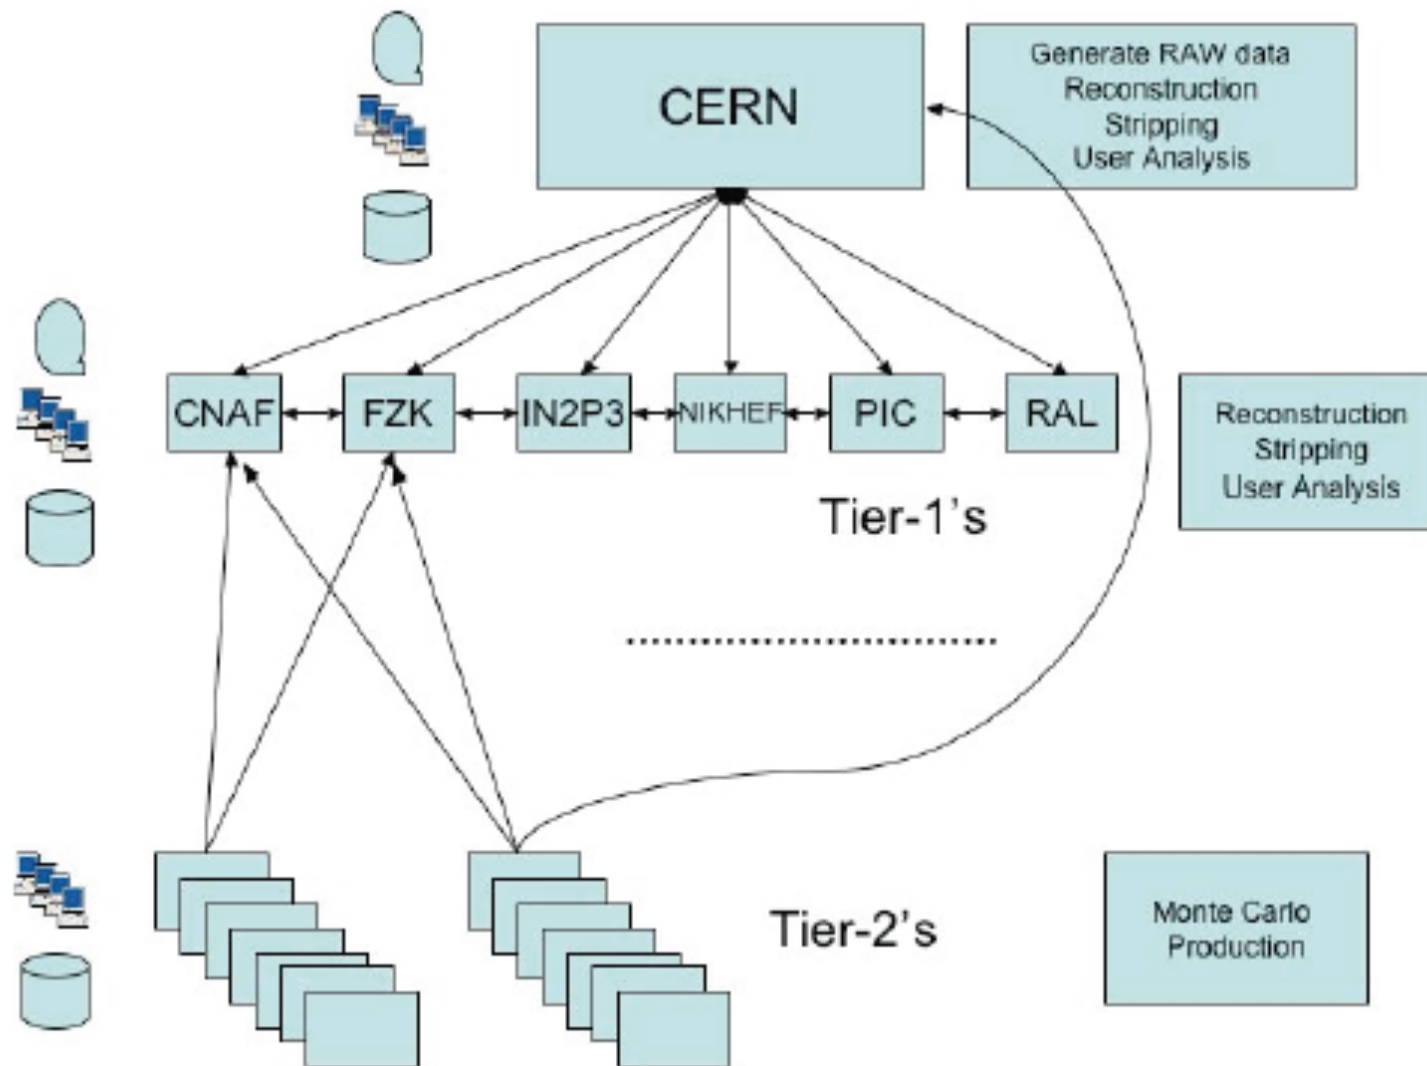 CERN
Generate RAW data
Reconstruction
Stripping
User Analysis
CNAF
FZK
IN2P3
NIKHEF
PIC
RAL
Reconstruction
Stripping
User Analysis
Tier-1's
Tier-2's
Monte Carlo
Production